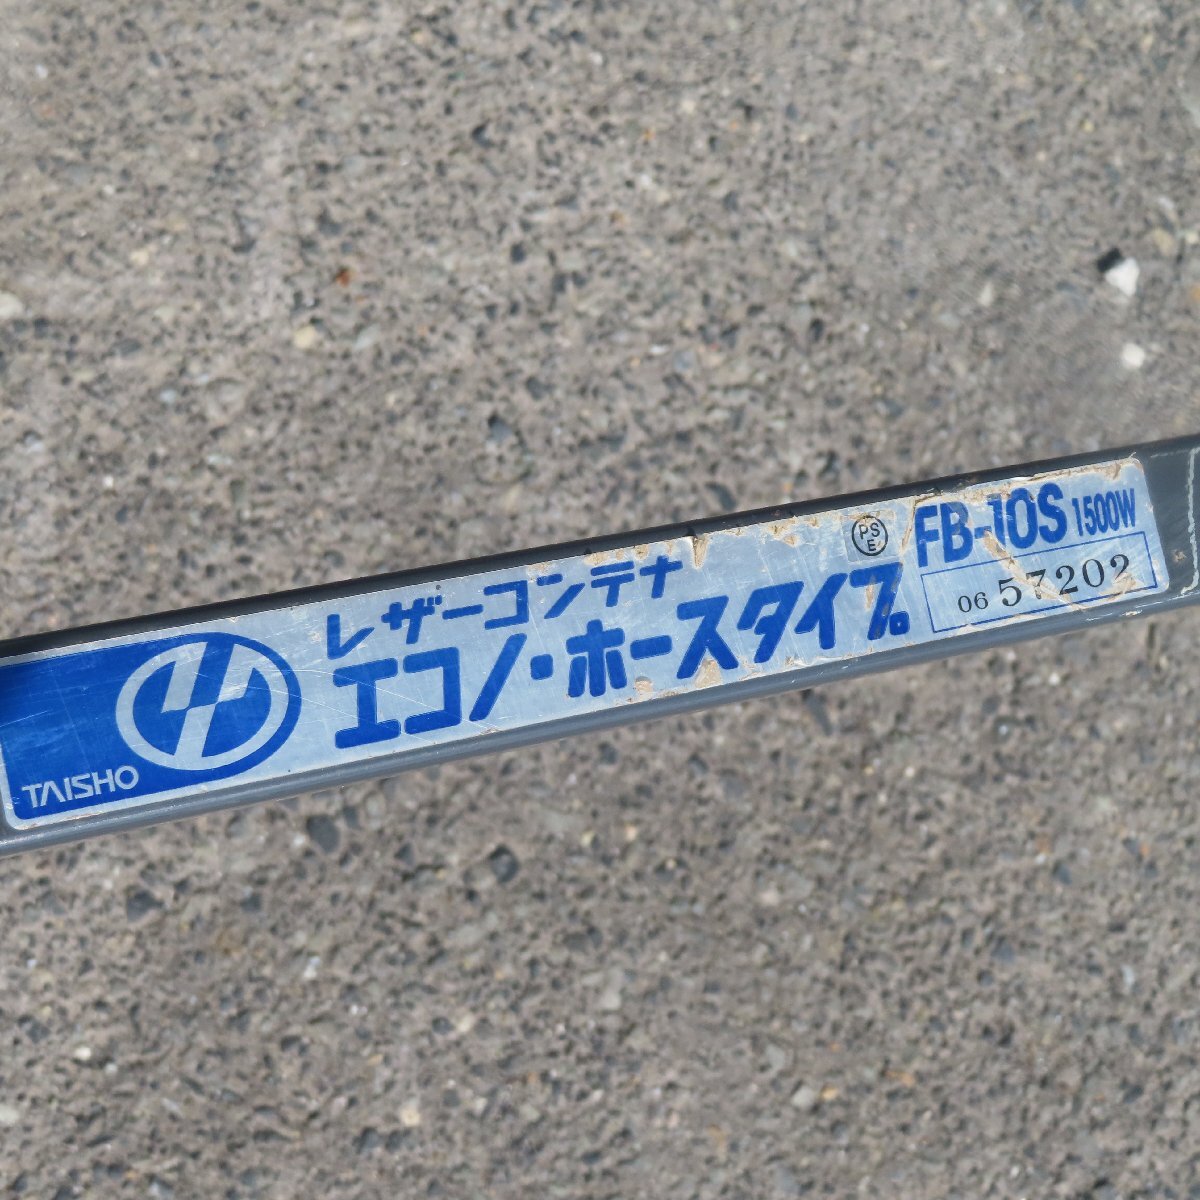 TAISHO
レザーコンテナ
エコノ・ホースタイプ
PS
E
FB-10S 1500W
06 57202